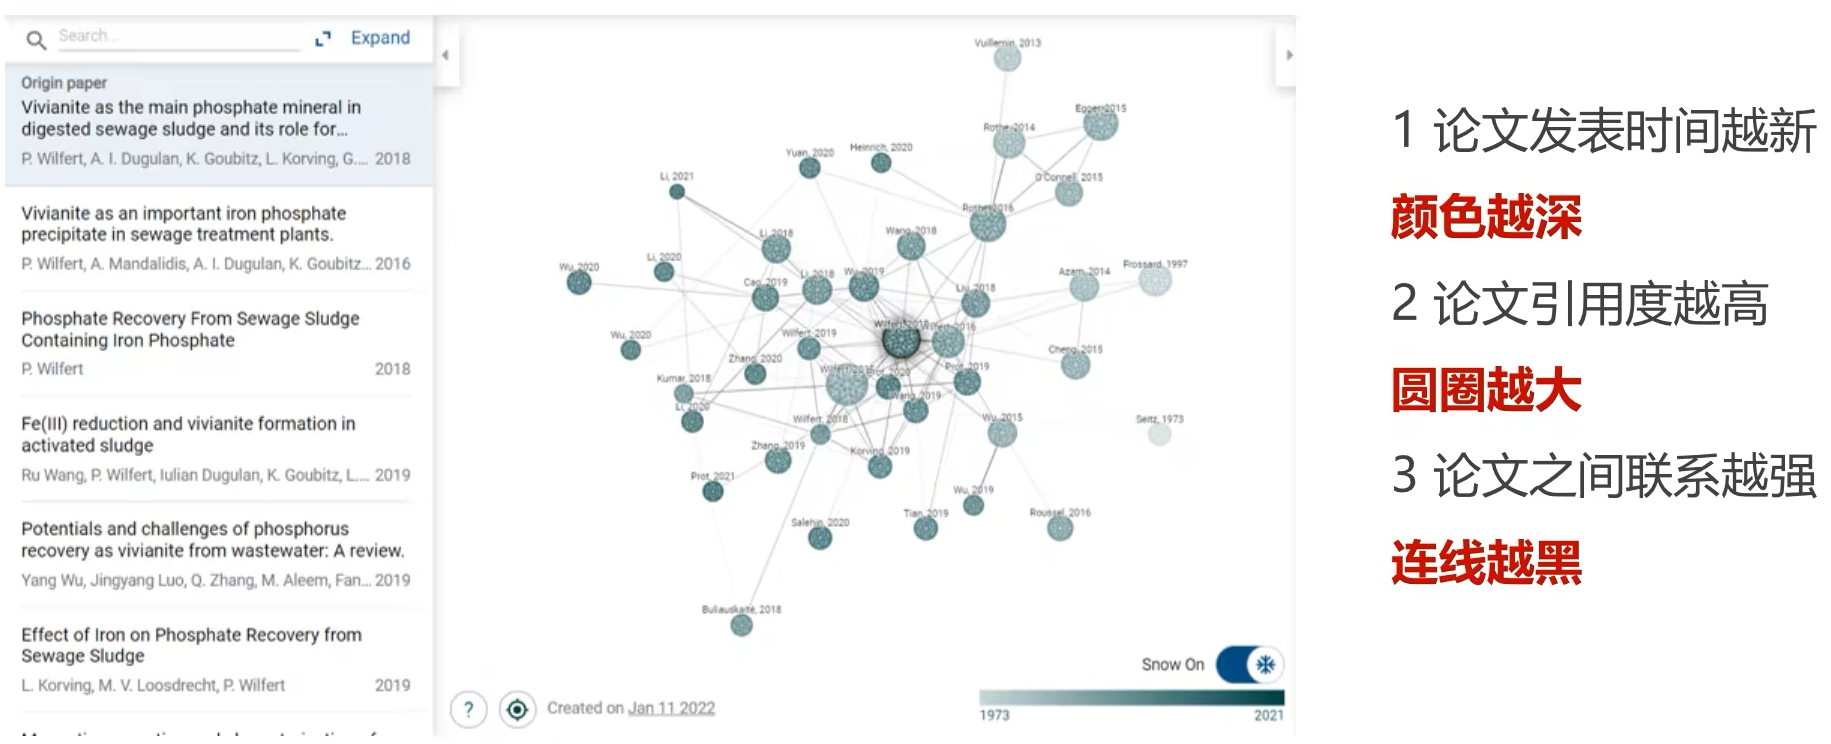 Search...
Expand
Origin paper
Vivianite as the main phosphate mineral in
digested sewage sludge and its role for...
P. Wilfert, A. I. Dugulan, K. Goubitz, L. Korving, G.... 2018
Vivianite as an important iron phosphate
precipitate in sewage treatment plants.
P. Wilfert, A. Mandalidis, A. I. Dugulan, K. Goubitz... 2016
Phosphate Recovery From Sewage Sludge
Containing Iron Phosphate
P. Wilfert 2018
Fe(III) reduction and vivianite formation in
activated sludge
Ru Wang, P. Wilfert, Iulian Dugulan, K. Goubitz, L.... 2019
Potentials and challenges of phosphorus
recovery as vivianite from wastewater: A review.
Yang Wu, Jingyang Luo, Q. Zhang, M. Aleem, Fan... 2019
Effect of Iron on Phosphate Recovery from
Sewage Sludge
L. Korving, M. V. Loosdrecht, P. Wilfert 2019
Vuillemin, 2013
Egger, 2015
Rothe, 2014
Heinrich, 2020
Yuan, 2020
Li, 2021
O'Connell, 2015
Rothe, 2016
Li, 2018
Wang, 2018
Wu, 2020
Li, 2020
Li, 2018
Wu, 2019
Azam, 2014
Frossard, 1997
Cao, 2019
Liu, 2018
Wilfert, 2018
Wilfert, 2016
Wu, 2020
Wilfert, 2019
Cheng, 2015
Zhang, 2020
Wilfert, 2015
Prot, 2020
Prot, 2019
Kumar, 2018
Wang, 2019
Li, 2020
Wilfert, 2018
Wu, 2015
Seitz, 1973
Zhang, 2019
Korving, 2019
Prot, 2021
Wu, 2019
Salehin, 2020
Tian, 2019
Roussel, 2016
Buliauskaitė, 2018
Snow On
?
Created on Jan 11 2022
1973
2021
1 论文发表时间越新
颜色越深
2 论文引用度越高
圆圈越大
3 论文之间联系越强
连线越黑